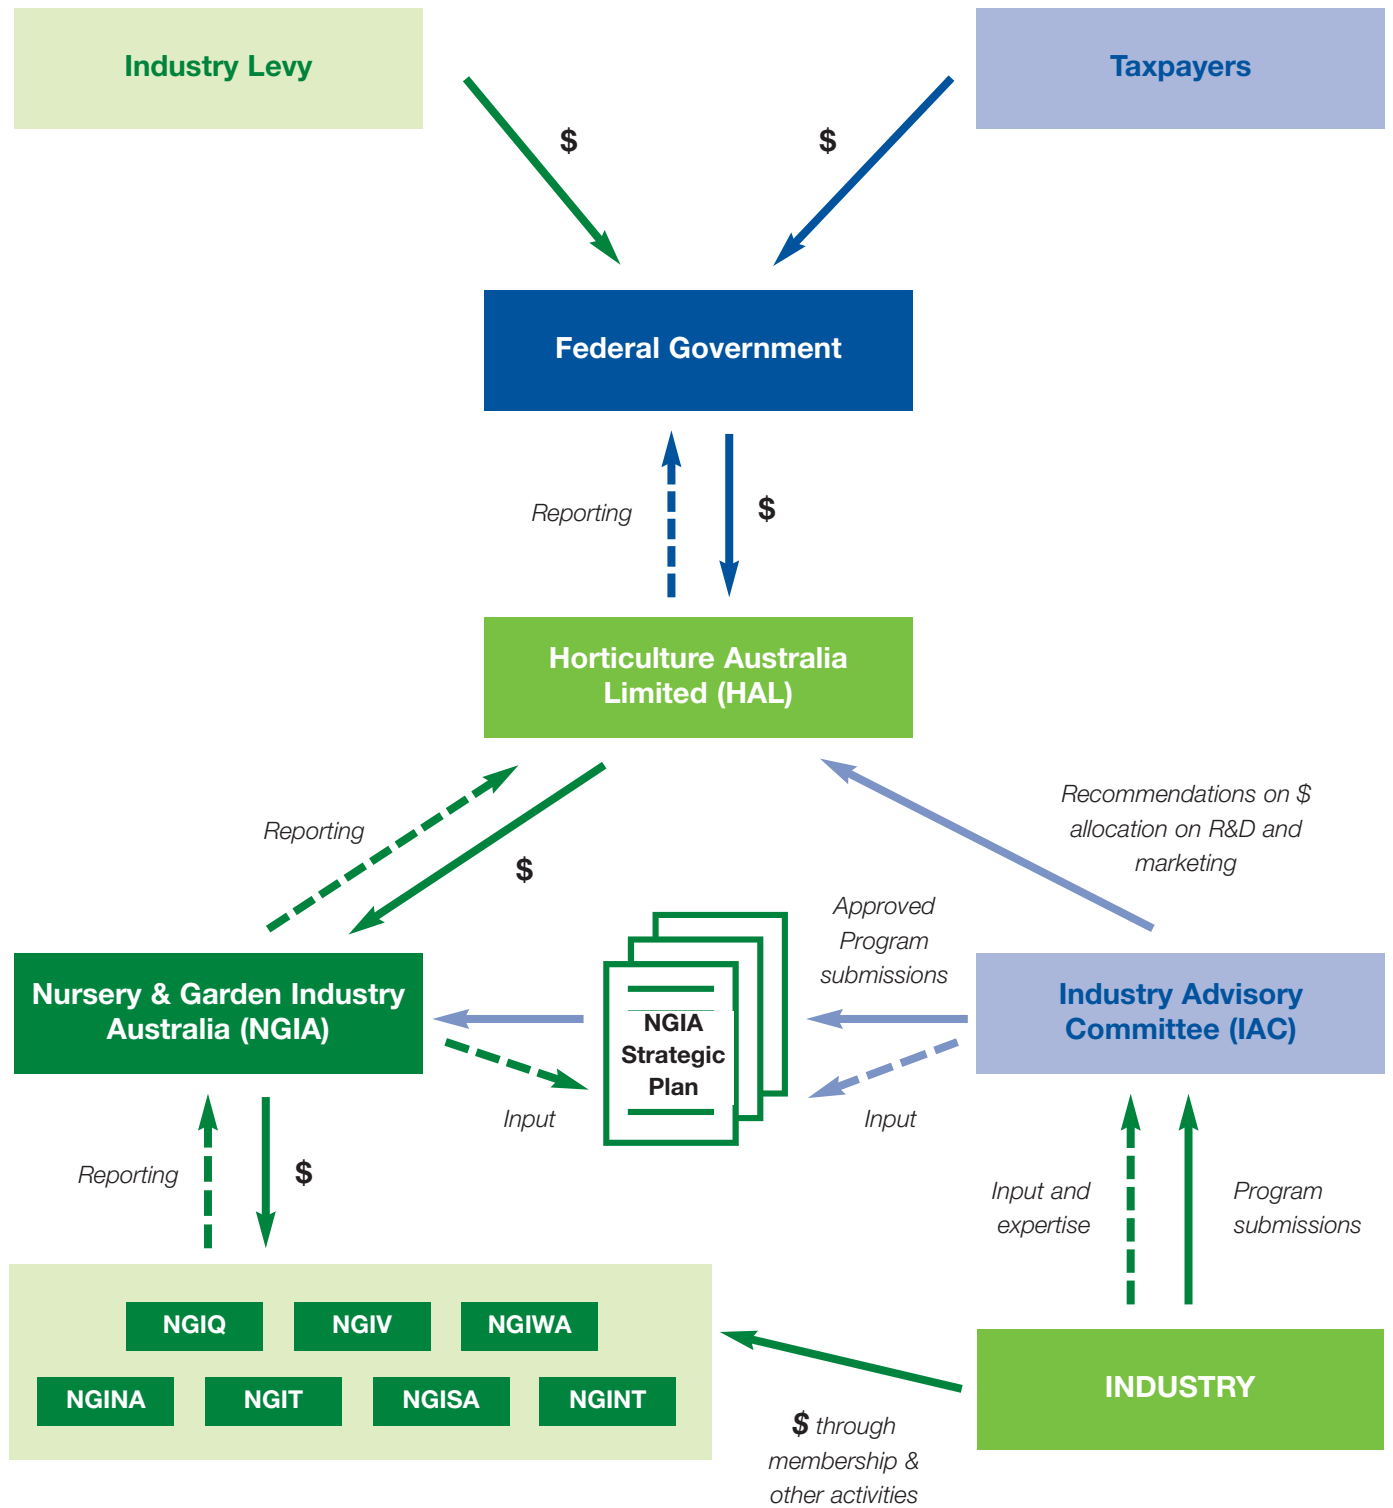 Industry Levy
Taxpayers
$
$
Federal Government
Reporting
$
Horticulture Australia
Limited (HAL)
Reporting
$
Recommendations on $
allocation on R&D and
marketing
Approved
Program
submissions
Nursery & Garden Industry
Australia (NGIA)
NGIA
Strategic
Plan
Industry Advisory
Committee (IAC)
Input
Input
Reporting
$
Input and
expertise
Program
submissions
NGIQ
NGIV
NGIWA
NGINA
NGIT
NGISA
NGINT
INDUSTRY
$ through
membership &
other activities